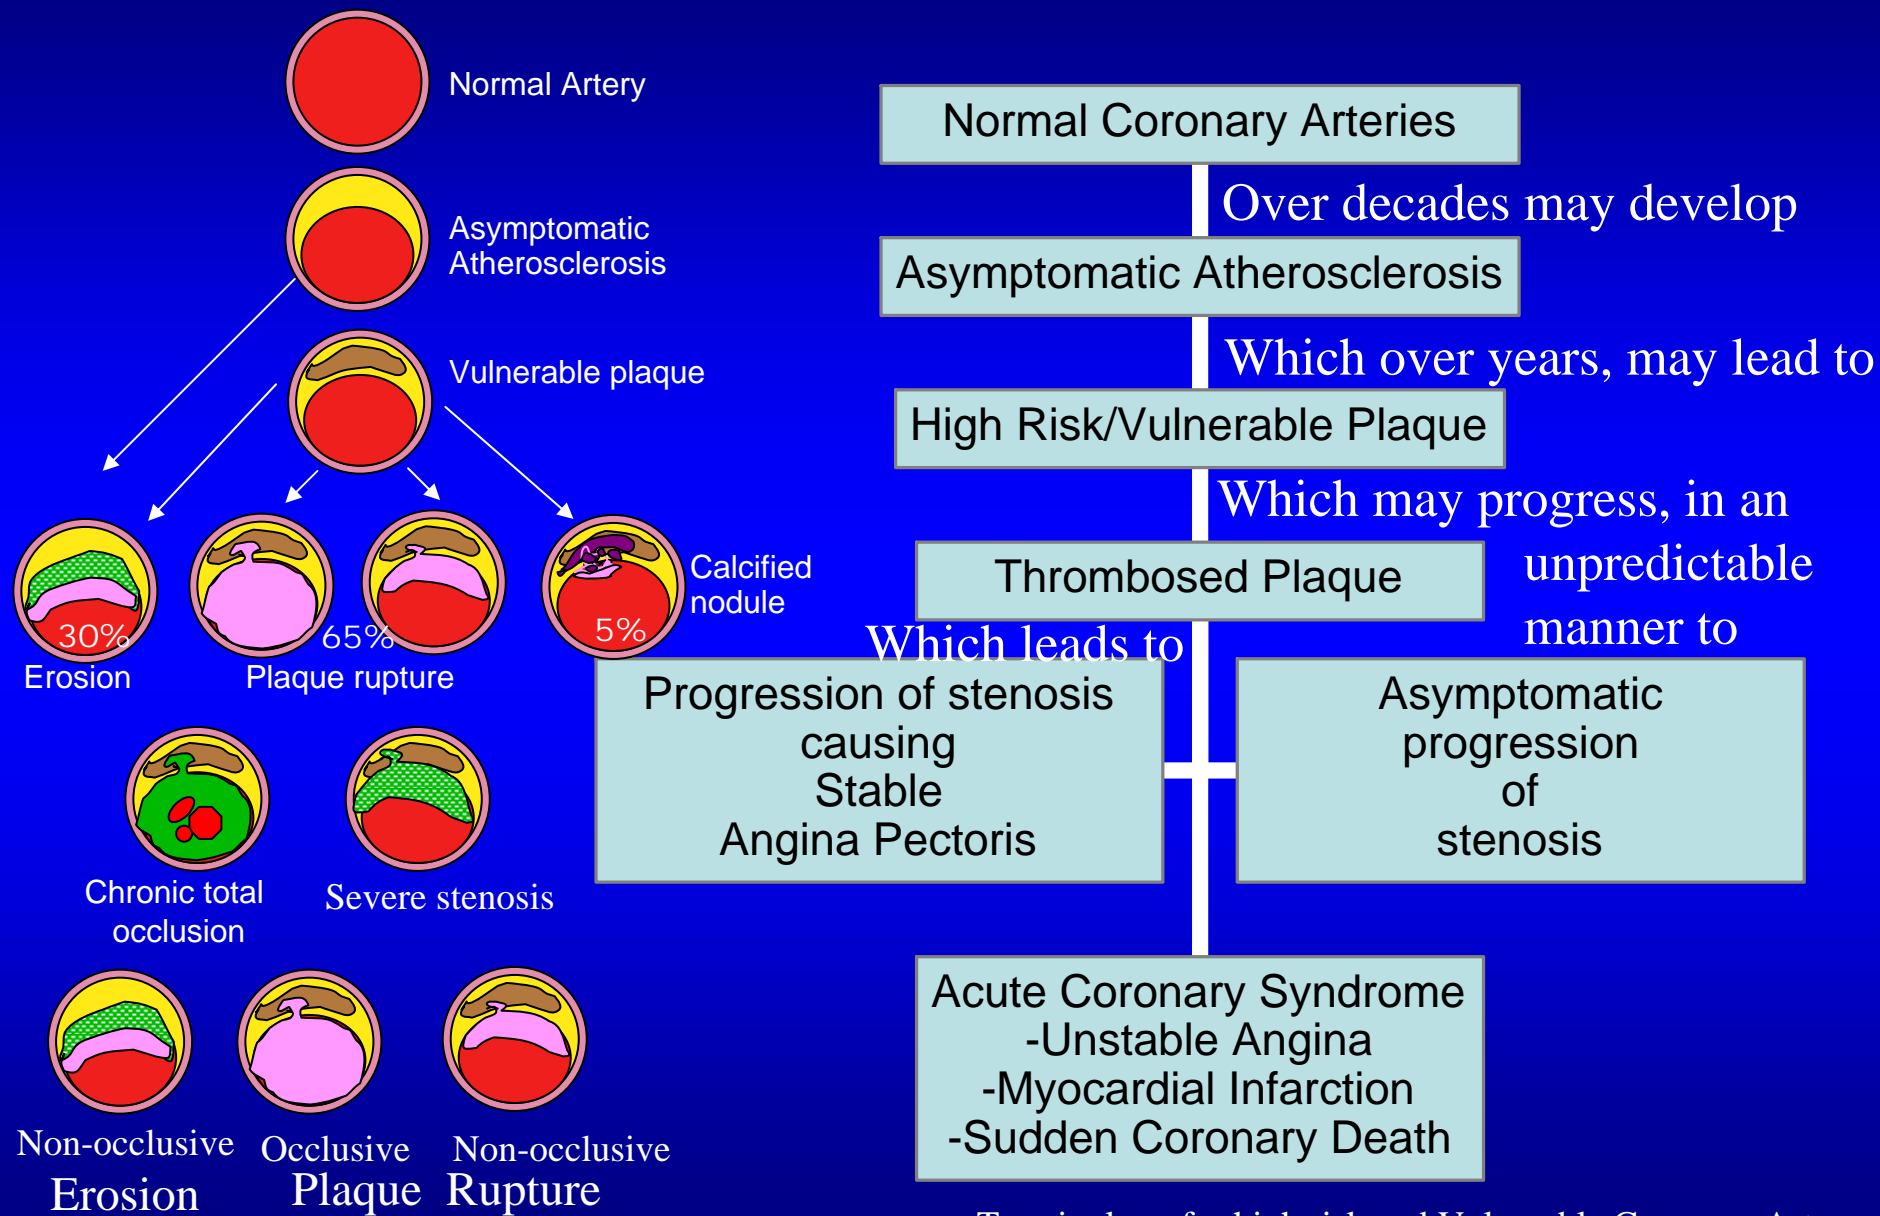 Normal Artery
Asymptomatic
Atherosclerosis
Vulnerable plaque
Calcified
nodule
30%
65%
5%
Erosion
Plaque rupture
Chronic total
occlusion
Severe stenosis
Non-occlusive
Erosion
Occlusive
Non-occlusive
Plaque Rupture
Normal Coronary Arteries
Over decades may develop
Asymptomatic Atherosclerosis
Which over years, may lead to
High Risk/Vulnerable Plaque
Which may progress, in an
unpredictable
manner to
Thrombosed Plaque
Which leads to
Progression of stenosis
causing
Stable
Angina Pectoris
Asymptomatic
progression
of
stenosis
Acute Coronary Syndrome
-Unstable Angina
-Myocardial Infarction
-Sudden Coronary Death